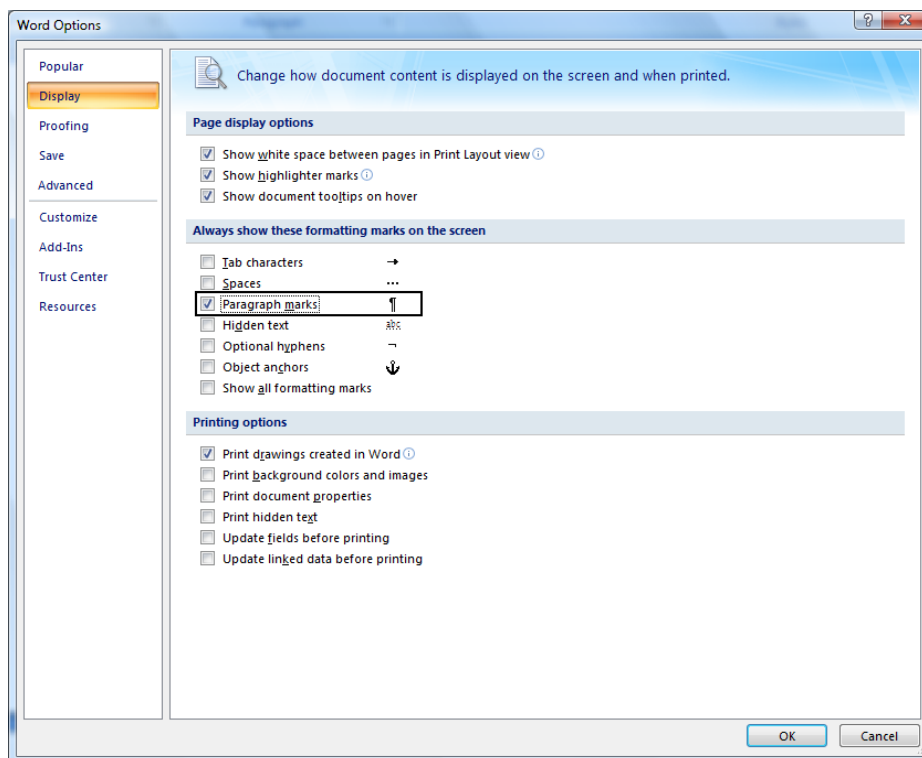 Word Options
Popular
Display
Proofing
Save
Advanced
Customize
Add-Ins
Trust Center
Resources
Change how document content is displayed on the screen and when printed.
Page display options
Show white space between pages in Print Layout view
Show highlighter marks
Show document tooltips on hover
Always show these formatting marks on the screen
Tab characters →
Spaces ...
Paragraph marks ¶
Hidden text abc
Optional hyphens ¬
Object anchors
Show all formatting marks
Printing options
Print drawings created in Word
Print background colors and images
Print document properties
Print hidden text
Update fields before printing
Update linked data before printing
OK Cancel